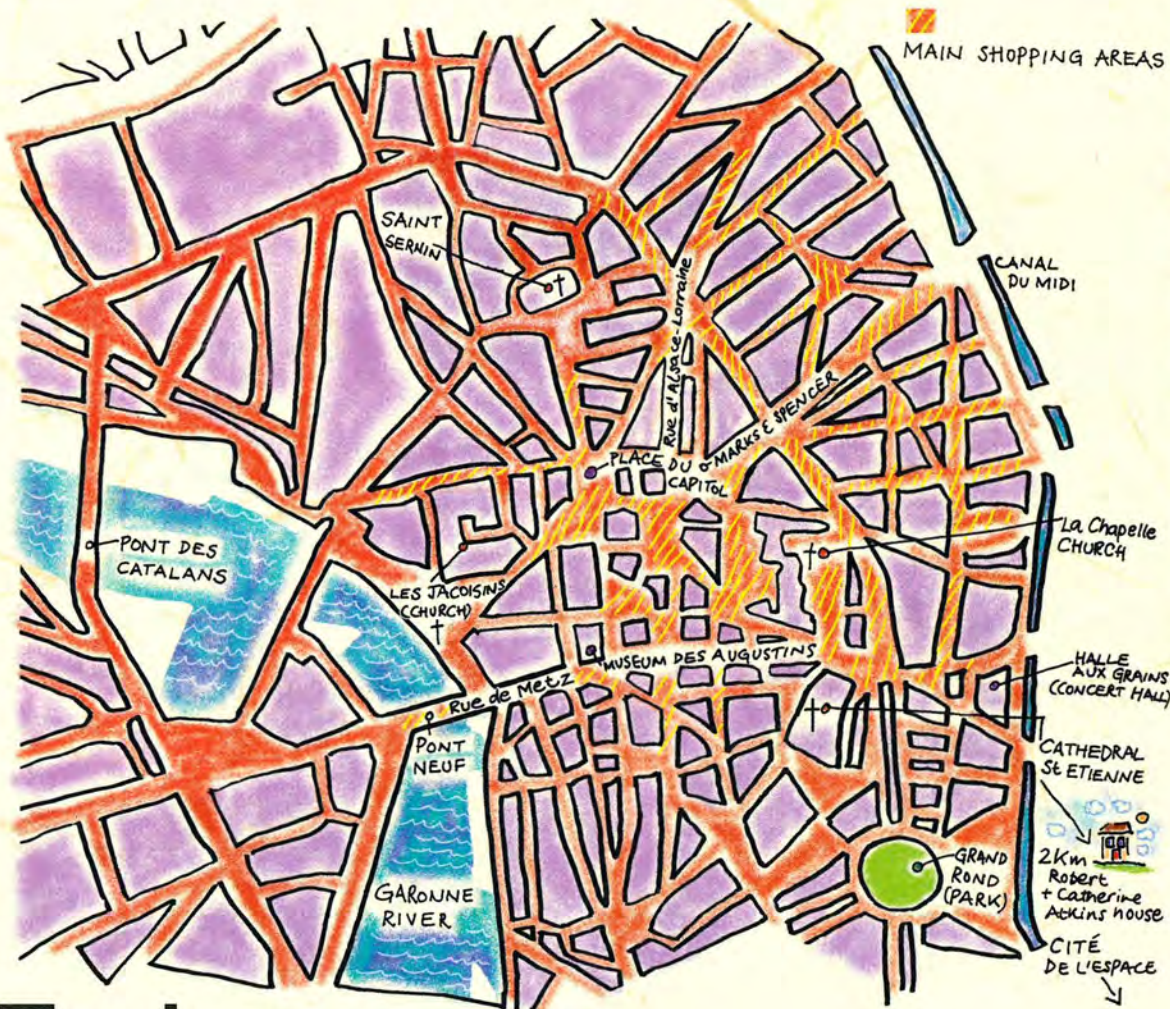 MAIN SHOPPING AREAS
SAINT
SERNIN
CANAL
DU MIDI
Rue d'Alsace-Lorraine
MARKS & SPENCER
PLACE DU
CAPITOL
La Chapelle
CHURCH
PONT DES
CATALANS
LES JACOISINS
(CHURCH)
MUSEUM DES AUGUSTINS
HALLE
AUX GRAINS
(CONCERT HALL)
Rue de Metz
PONT
NEUF
CATHEDRAL
St ETIENNE
GRAND
ROND
(PARK)
2Km
Robert
+ Catherine
Atkins house
GARONNE
RIVER
CITÉ
DE L'ESPACE